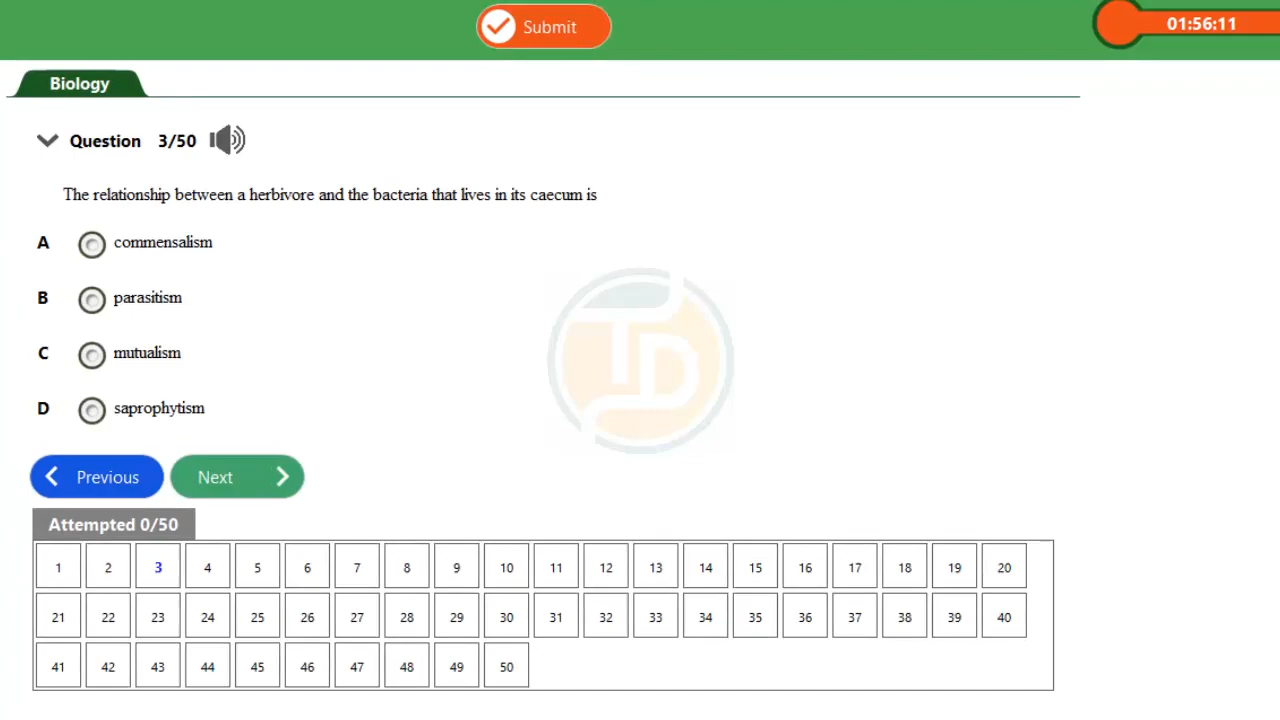 Submit
01:56:11
Biology
Question 3/50
The relationship between a herbivore and the bacteria that lives in its caecum is
A commensalism
B parasitism
C mutualism
D saprophytism
Previous Next
Attempted 0/50
1 2 3 4 5 6 7 8 9 10 11 12 13 14 15 16 17 18 19 20
21 22 23 24 25 26 27 28 29 30 31 32 33 34 35 36 37 38 39 40
41 42 43 44 45 46 47 48 49 50